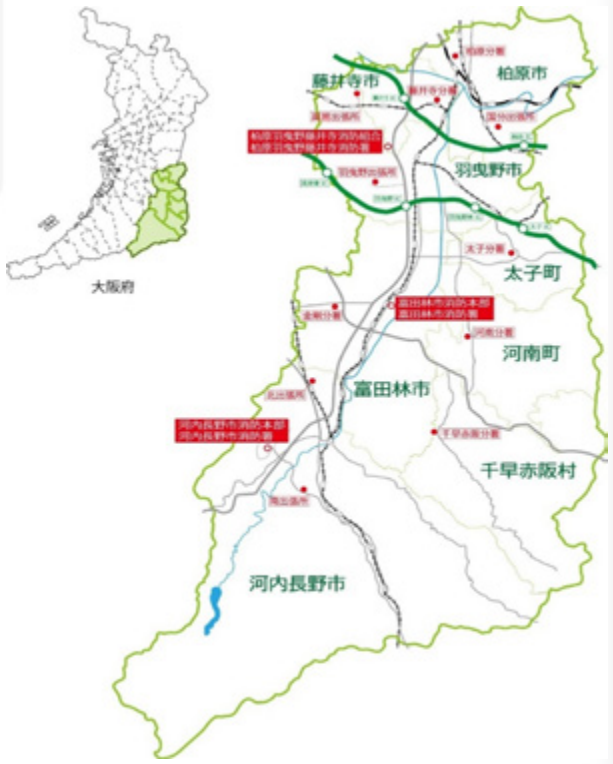 柏原分署
柏原市
藤井寺市
藤井寺分署
国分出張所
柏原羽曳野藤井寺消防組合
柏原羽曳野藤井寺消防署
羽曳野市
羽曳野出張所
太子分署
太子町
大阪府
富田林市消防本部
富田林市消防署
金剛分署
河南分署
河南町
北出張所
富田林市
河内長野市消防本部
河内長野市消防署
千早赤阪分署
千早赤阪村
南出張所
河内長野市